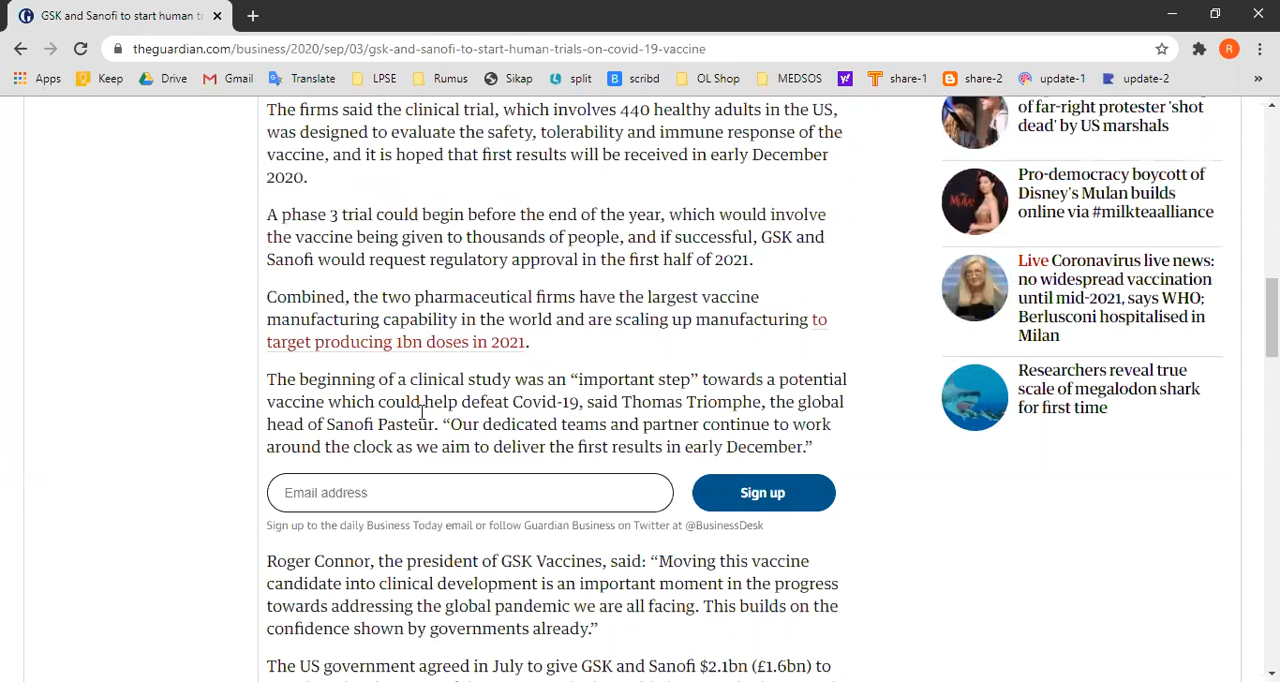 GSK and Sanofi to start human tr
theguardian.com/business/2020/sep/03/gsk-and-sanofi-to-start-human-trials-on-covid-19-vaccine
R
Apps Keep Drive Gmail Translate LPSE Rumus Sikap split scribd OL Shop MEDSOS share-1 share-2 update-1 update-2 »
The firms said the clinical trial, which involves 440 healthy adults in the US,
was designed to evaluate the safety, tolerability and immune response of the
vaccine, and it is hoped that first results will be received in early December
2020.
A phase 3 trial could begin before the end of the year, which would involve
the vaccine being given to thousands of people, and if successful, GSK and
Sanofi would request regulatory approval in the first half of 2021.
Combined, the two pharmaceutical firms have the largest vaccine
manufacturing capability in the world and are scaling up manufacturing to
target producing 1bn doses in 2021.
The beginning of a clinical study was an “important step” towards a potential
vaccine which could help defeat Covid-19, said Thomas Triomphe, the global
head of Sanofi Pasteur. “Our dedicated teams and partner continue to work
around the clock as we aim to deliver the first results in early December.”
Email address
Sign up
Sign up to the daily Business Today email or follow Guardian Business on Twitter at @BusinessDesk
Roger Connor, the president of GSK Vaccines, said: “Moving this vaccine
candidate into clinical development is an important moment in the progress
towards addressing the global pandemic we are all facing. This builds on the
confidence shown by governments already.”
The US government agreed in July to give GSK and Sanofi $2.1bn (£1.6bn) to
of far-right protester 'shot
dead' by US marshals
Pro-democracy boycott of
Disney's Mulan builds
online via #milkteaalliance
Live Coronavirus live news:
no widespread vaccination
until mid-2021, says WHO;
Berlusconi hospitalised in
Milan
Researchers reveal true
scale of megalodon shark
for first time